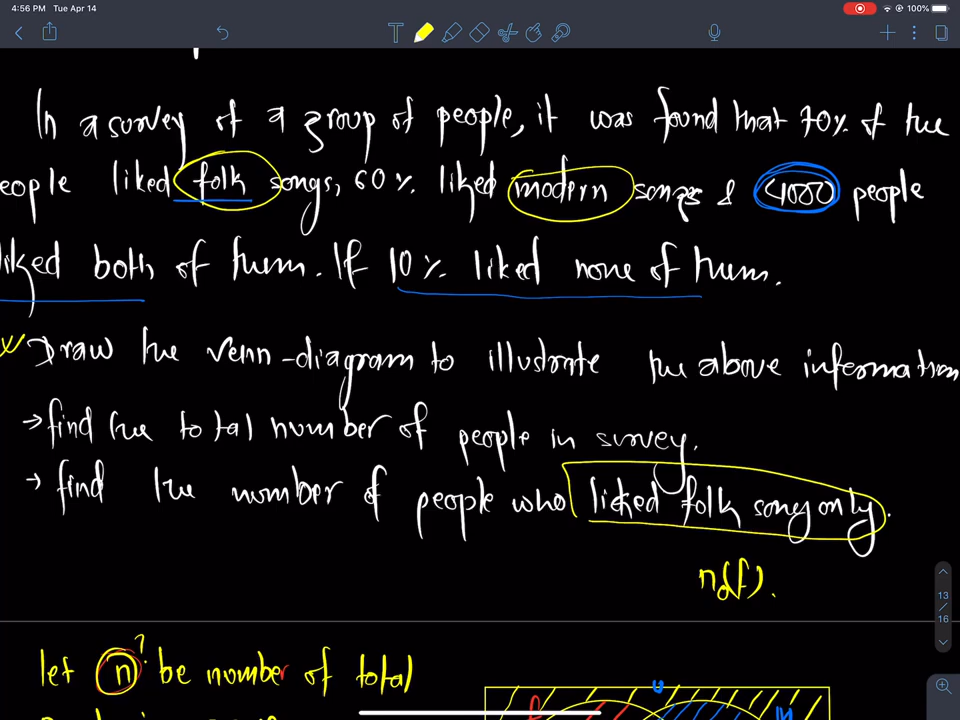 4:56 PM Tue Apr 14
100%
T
In a survey of a group of people, it was found that 70% of the
eople liked folk songs, 60% liked modern songs & 4000 people
liked both of them. If 10% liked none of them.
Draw the venn-diagram to illustrate the above information
→ find the total number of people in survey.
→ find the number of people who liked folk song only.
n₀(f).
13
/
16
let n? be number of total
U
F
M